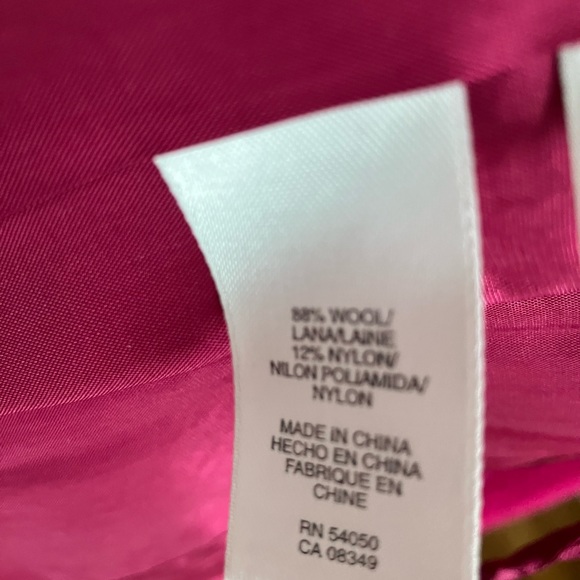 88% WOOL/
LANA/LAINE
12% NYLON/
NILON POLIAMIDA/
NYLON
MADE IN CHINA
HECHO EN CHINA
FABRIQUE EN
CHINE
RN 54050
CA 08349